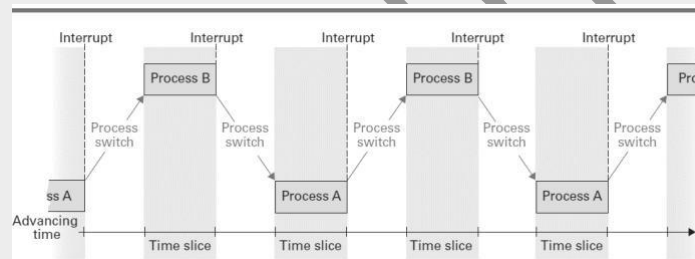 Interrupt
Interrupt
Interrupt
Interrupt
Interrupt
Process B
Process B
Pro
Process
switch
Process
switch
Process
switch
Process
switch
Process
switch
ss A
Process A
Process A
Advancing
time
Time slice
Time slice
Time slice
Time slice